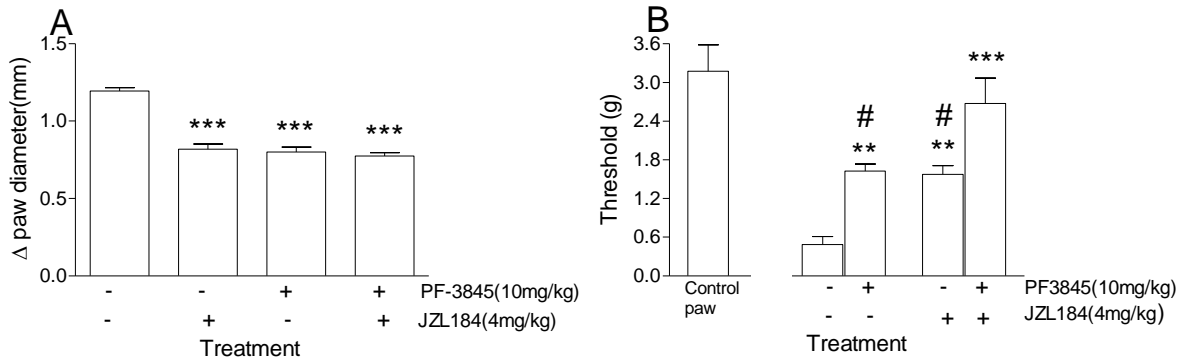 A
Δ paw diameter(mm)
1.5
1.0
0.5
0.0
***
***
***
- - + + PF-3845(10mg/kg)
- + - + JZL184(4mg/kg)
Treatment
B
Threshold (g)
3.6
3.0
2.4
1.8
1.2
0.6
0.0
#
**
#
**
***
Control
paw
- + - + PF3845(10mg/kg)
- - + + JZL184(4mg/kg)
Treatment